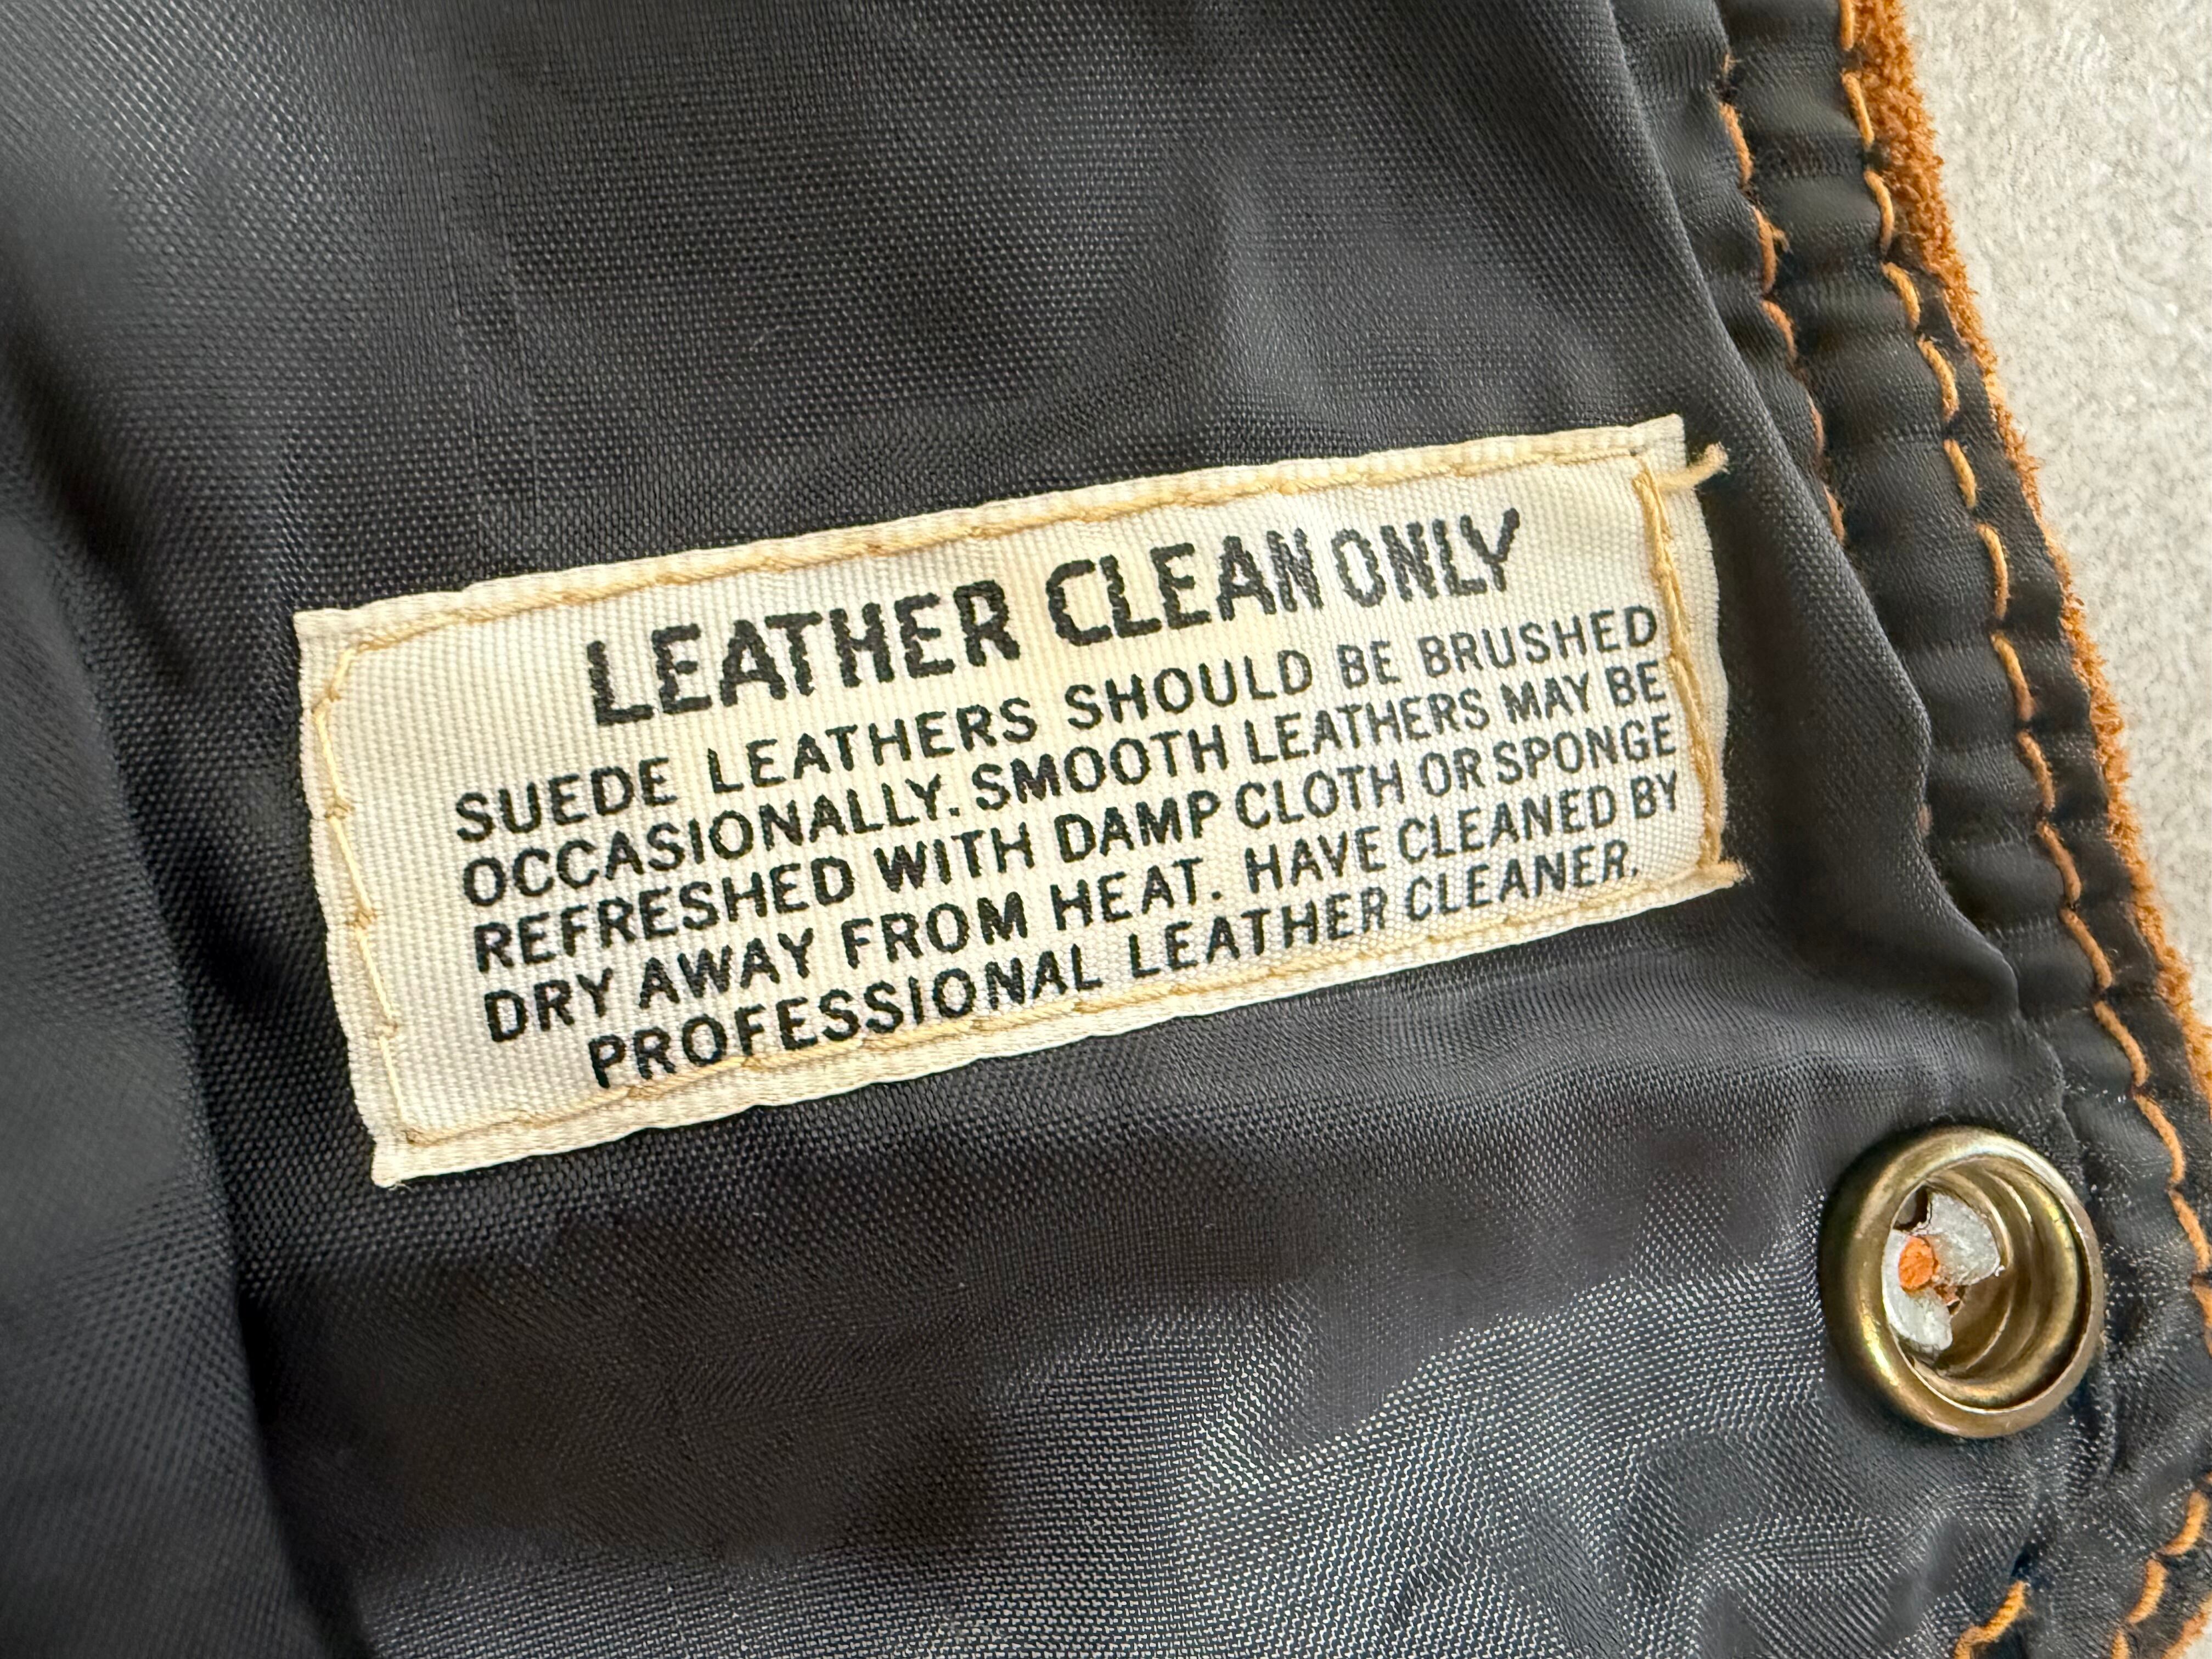 LEATHER CLEAN ONLY
SUEDE LEATHERS SHOULD BE BRUSHED
OCCASIONALLY. SMOOTH LEATHERS MAY BE
REFRESHED WITH DAMP CLOTH OR SPONGE
DRY AWAY FROM HEAT. HAVE CLEANED BY
PROFESSIONAL LEATHER CLEANER.